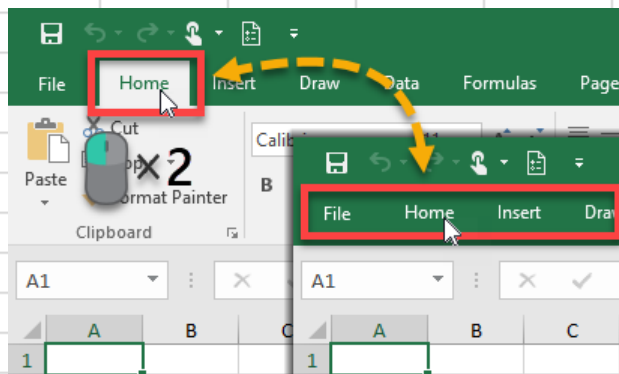 File Home Insert Draw Data Formulas Page
Cut
Paste
×2
Format Painter
Clipboard
B
A1
A B C
1
File Home Insert Draw
A1
A B C
1